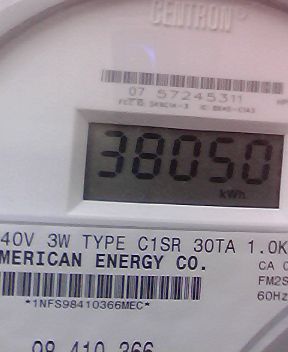 CENTRON
07 57245311
38050
kWh
40V 3W TYPE C1SR 30TA 1.0K
MERICAN ENERGY CO.
CA 0
FM2S
60Hz
*1NFS98410366MEC*
98 410 366